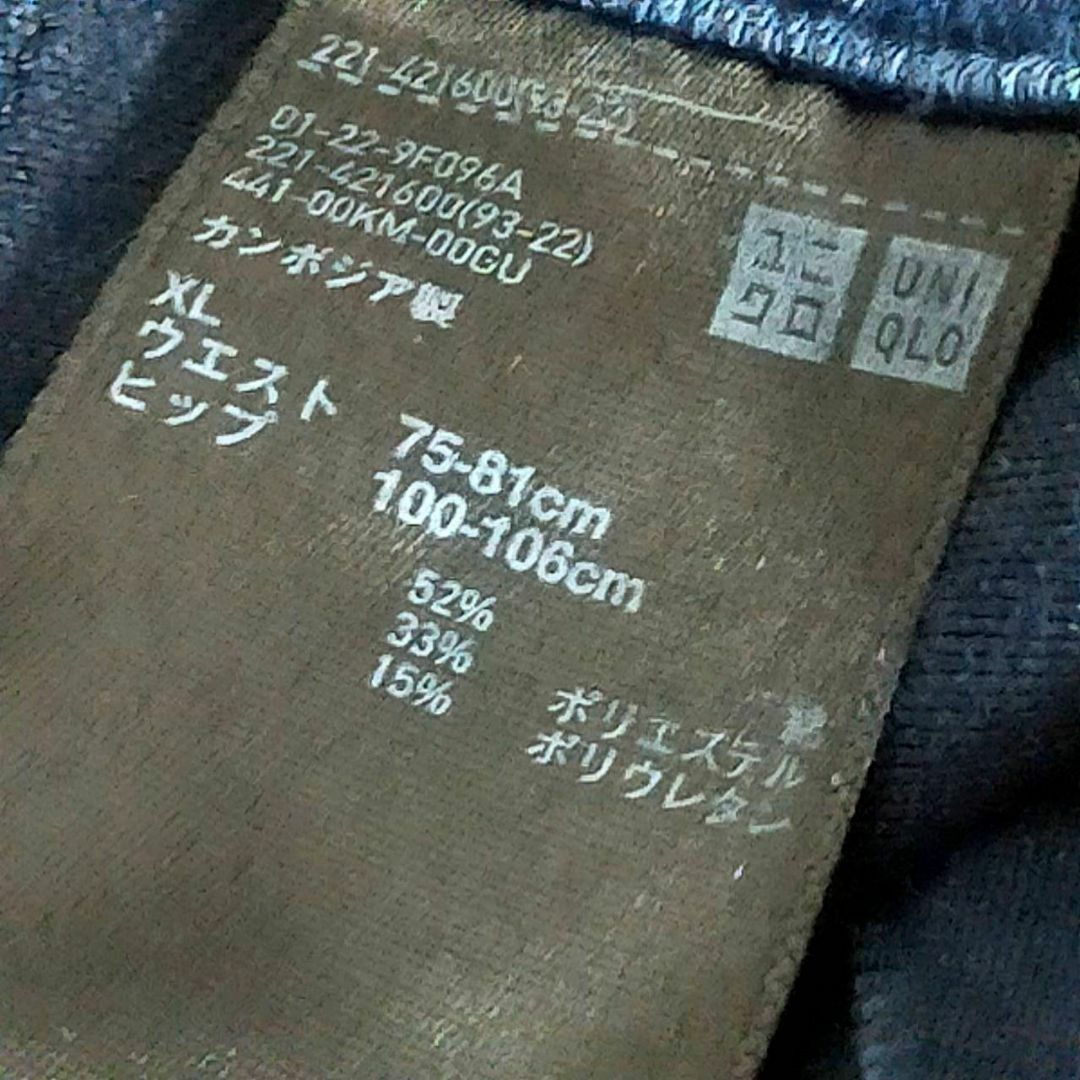 221-421600(93-22)
01-22-9F096A
221-421600(93-22)
441-00KM-00GU
カンボジア製
ユニ
クロ
UNI
QLO
XL
ウエスト 75-81cm
ヒップ 100-106cm
52%
33% ポリエステル
15% ポリウレタン